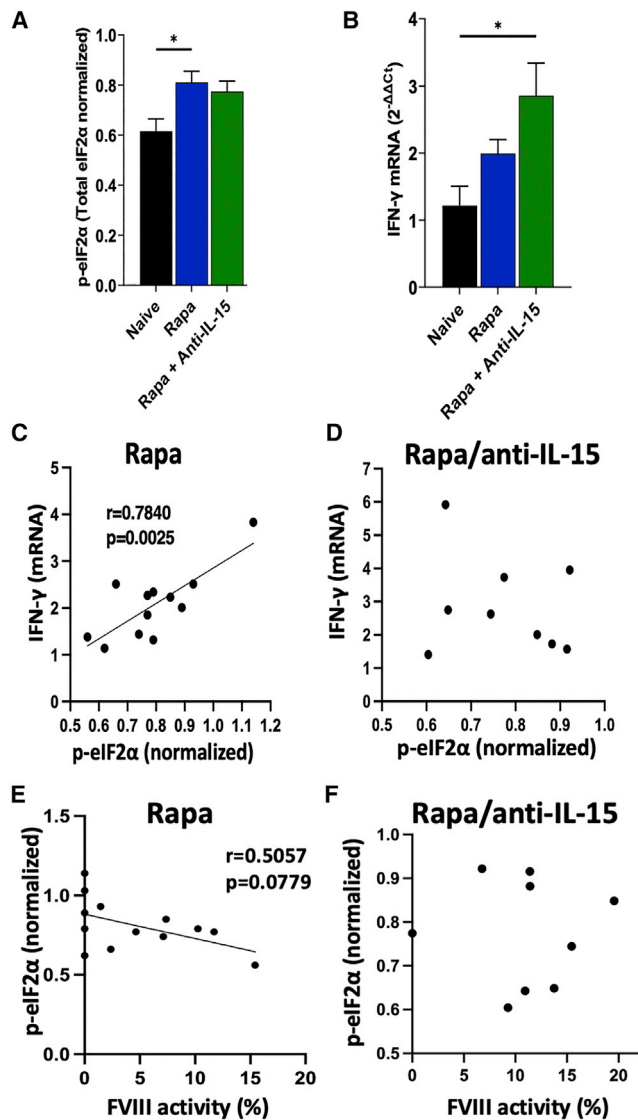 A
p-eIF2α (Total eIF2α normalized)
1.0
0.8
0.6
0.4
0.2
0.0
*
Naive
Rapa
Rapa + Anti-IL-15
B
IFN-γ mRNA (2^-ΔΔCt)
4
3
2
1
0
*
Naive
Rapa
Rapa + Anti-IL-15
C
Rapa
r=0.7840
p=0.0025
IFN-γ (mRNA)
5
4
3
2
1
0
0.5 0.6 0.7 0.8 0.9 1.0 1.1 1.2
p-eIF2α (normalized)
D
Rapa/anti-IL-15
IFN-γ (mRNA)
7
6
5
4
3
2
1
0
0.5 0.6 0.7 0.8 0.9 1.0
p-eIF2α (normalized)
E
Rapa
r=0.5057
p=0.0779
p-eIF2α (normalized)
1.5
1.0
0.5
0.0
0 5 10 15 20
FVIII activity (%)
F
Rapa/anti-IL-15
p-eIF2α (normalized)
1.0
0.9
0.8
0.7
0.6
0.5
0 5 10 15 20
FVIII activity (%)